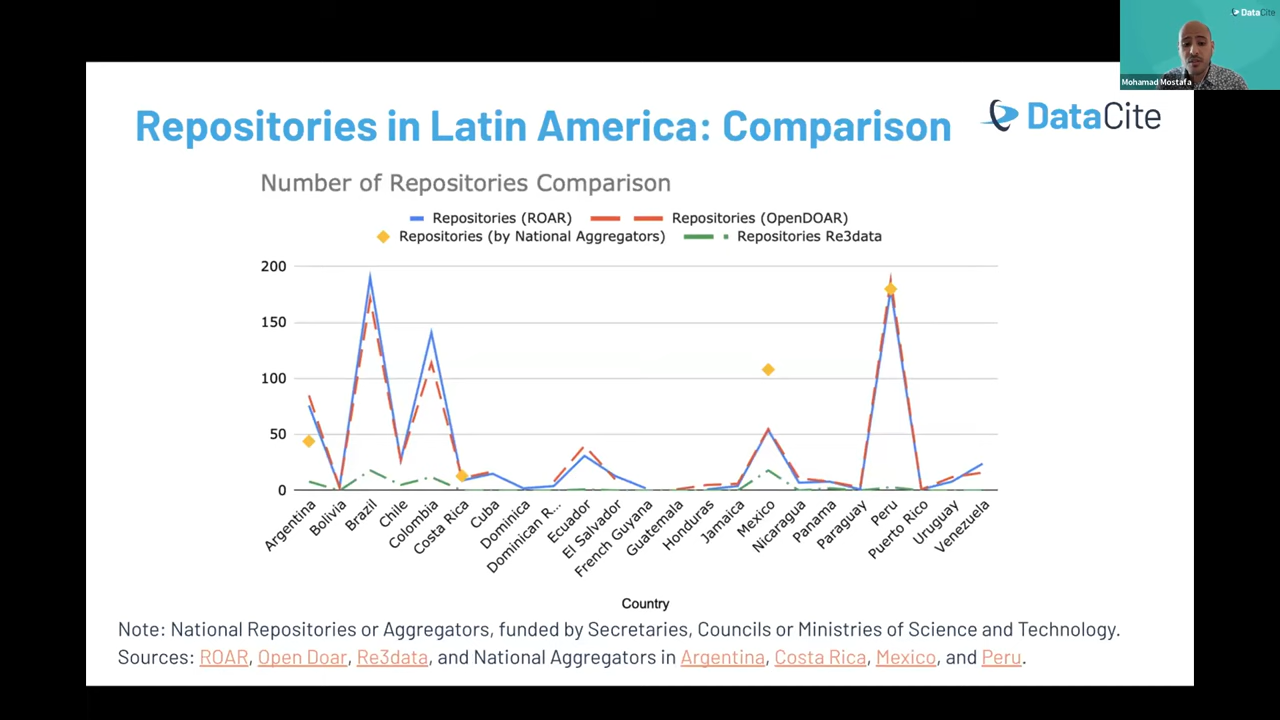 DataCite
Mohamad Mostafa
Repositories in Latin America: Comparison
DataCite
Number of Repositories Comparison
Repositories (ROAR)
Repositories (OpenDOAR)
Repositories (by National Aggregators)
Repositories Re3data
200
150
100
50
0
Argentina
Bolivia
Brazil
Chile
Colombia
Costa Rica
Cuba
Dominica
Dominican R...
Ecuador
El Salvador
French Guyana
Guatemala
Honduras
Jamaica
Mexico
Nicaragua
Panama
Paraguay
Peru
Puerto Rico
Uruguay
Venezuela
Country
Note: National Repositories or Aggregators, funded by Secretaries, Councils or Ministries of Science and Technology.
Sources: ROAR, Open Doar, Re3data, and National Aggregators in Argentina, Costa Rica, Mexico, and Peru.